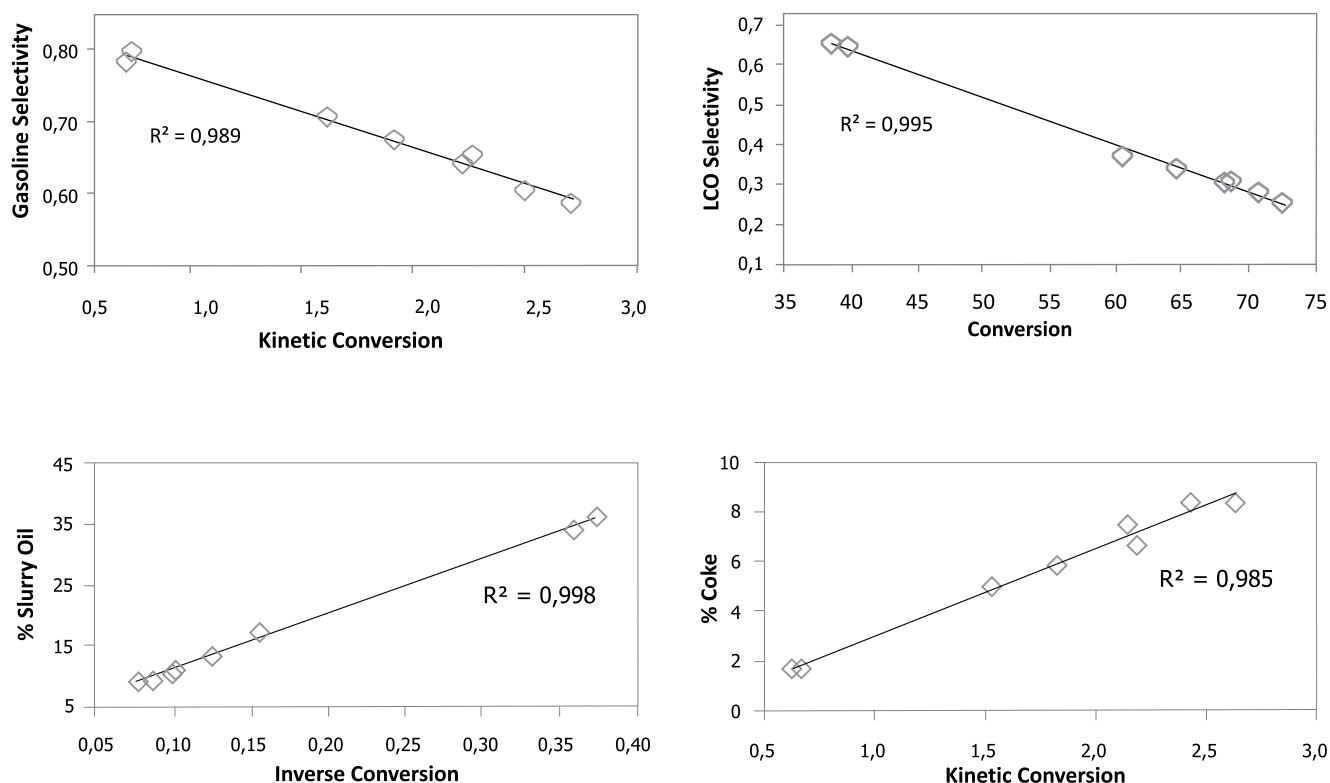 Gasoline Selectivity
0,80
0,70
0,60
0,50
R² = 0,989
0,5 1,0 1,5 2,0 2,5 3,0
Kinetic Conversion
LCO Selectivity
0,7
0,6
0,5
0,4
0,3
0,2
0,1
R² = 0,995
35 40 45 50 55 60 65 70 75
Conversion
% Slurry Oil
45
35
25
15
5
R² = 0,998
0,05 0,10 0,15 0,20 0,25 0,30 0,35 0,40
Inverse Conversion
% Coke
10
8
6
4
2
0
R² = 0,985
0,5 1,0 1,5 2,0 2,5 3,0
Kinetic Conversion